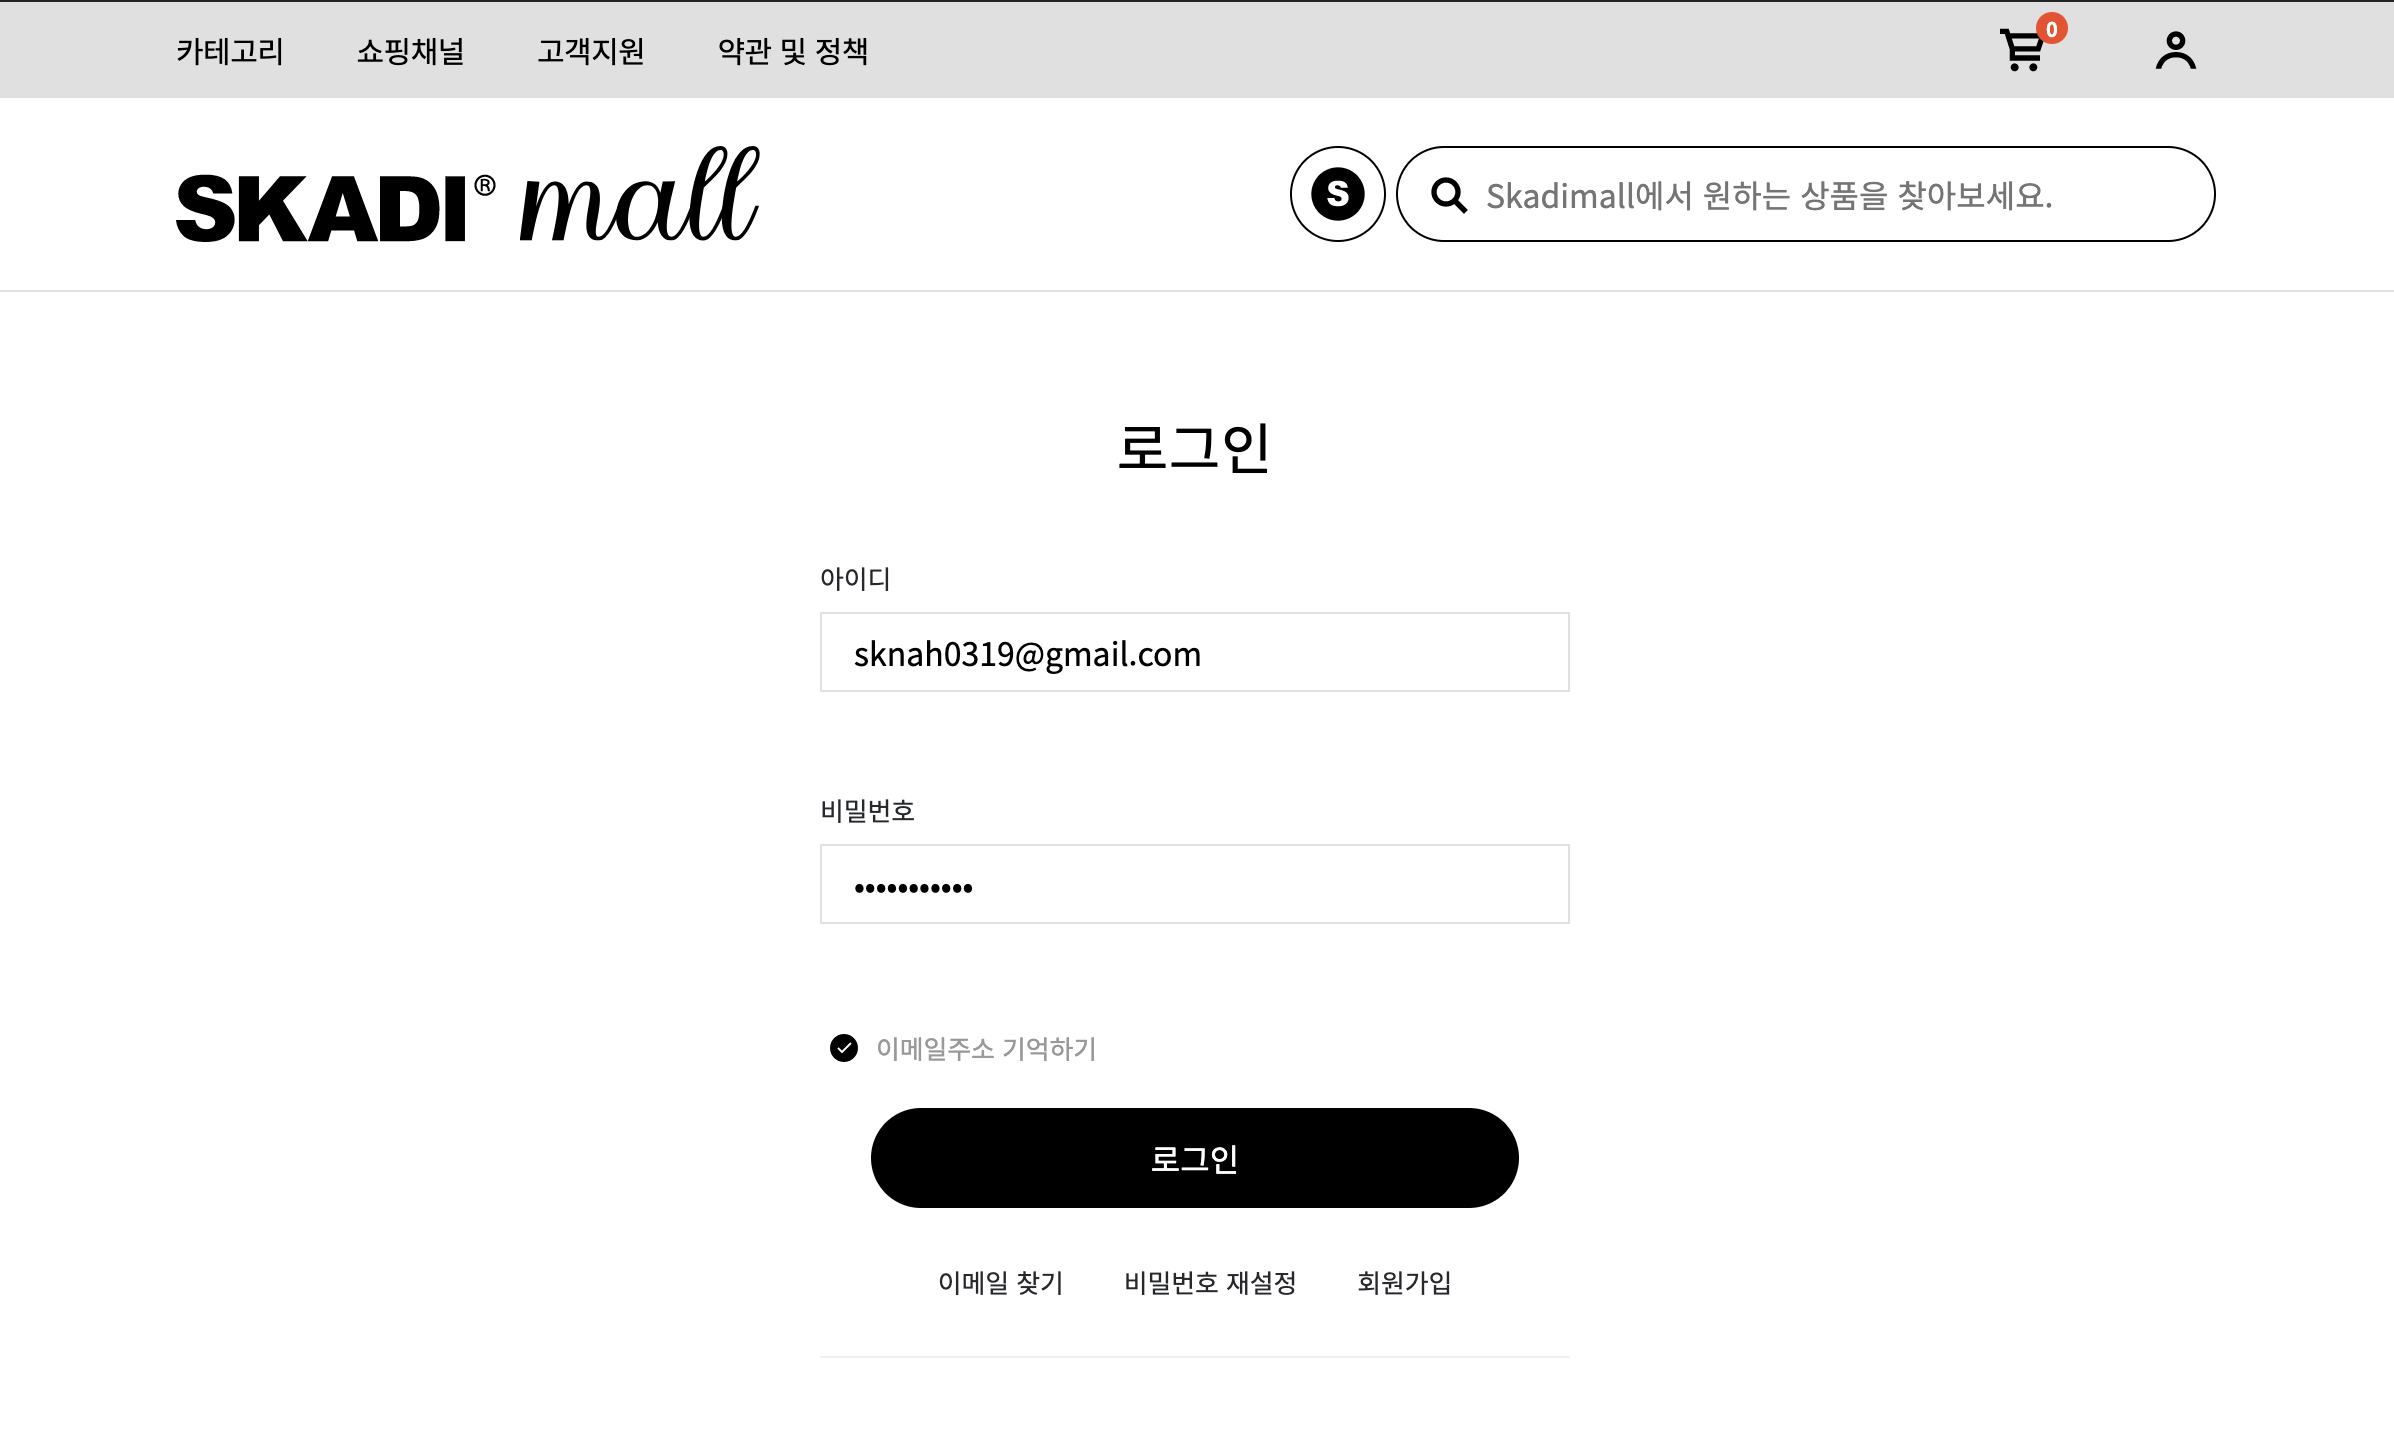 카테고리 쇼핑채널 고객지원 약관 및 정책 0
SKADI® mall S Skadimall에서 원하는 상품을 찾아보세요.
로그인
아이디
sknah0319@gmail.com
비밀번호
•••••••••••
이메일주소 기억하기
로그인
이메일 찾기 비밀번호 재설정 회원가입